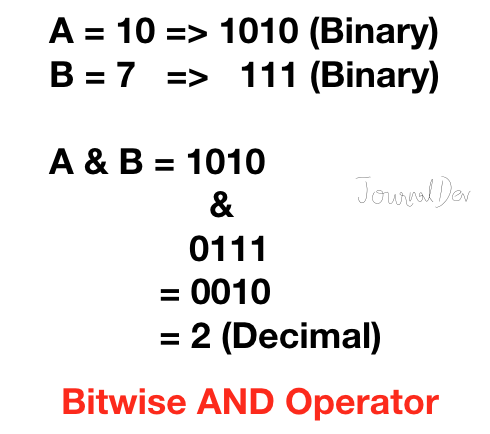 A = 10 => 1010 (Binary)
B = 7 => 111 (Binary)
A & B = 1010
&
JournalDev
0111
= 0010
= 2 (Decimal)
Bitwise AND Operator